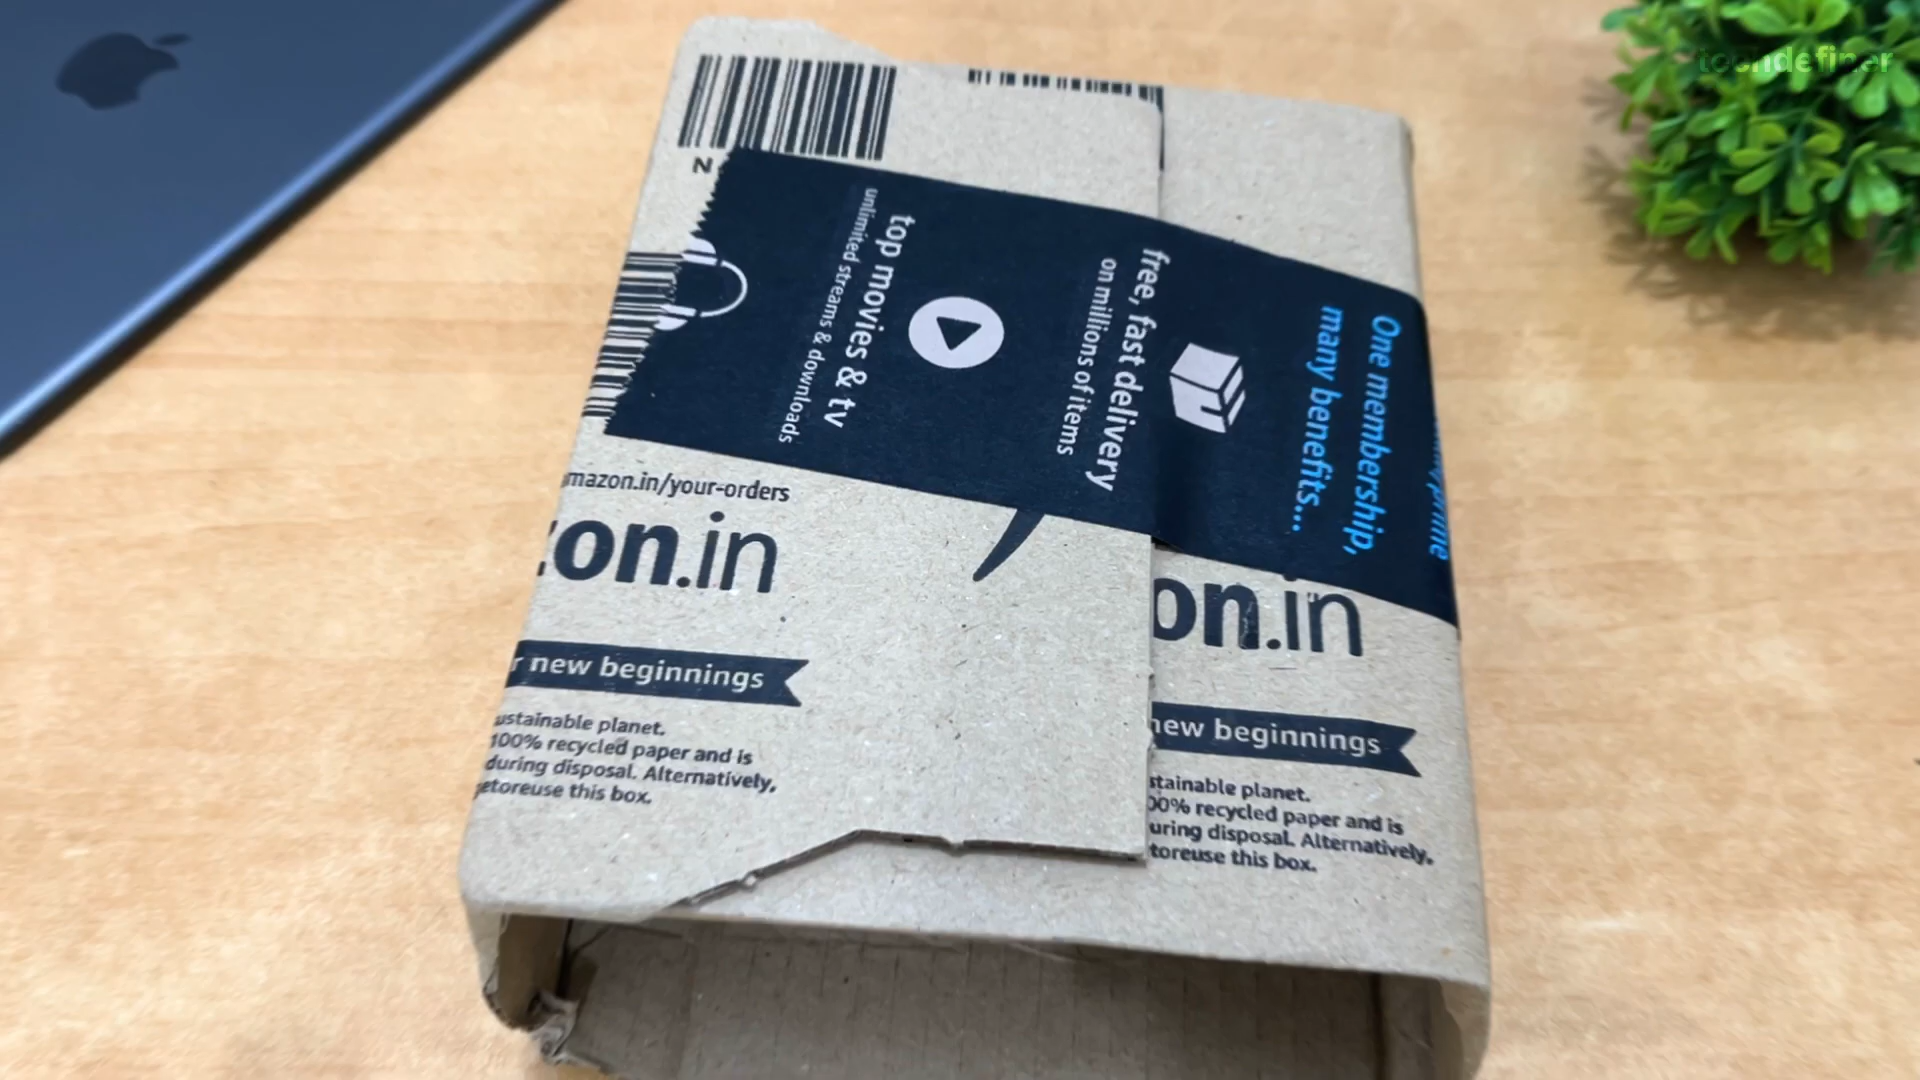 techdefiner
N
One membership,
many benefits...
free, fast delivery
on millions of items
top movies & tv
unlimited streams & downloads
mazon.in/your-orders
zon.in
r new beginnings
ustainable planet.
100% recycled paper and is
during disposal. Alternatively,
etoreuse this box.
on.in
new beginnings
stainable planet.
00% recycled paper and is
uring disposal. Alternatively,
toreuse this box.